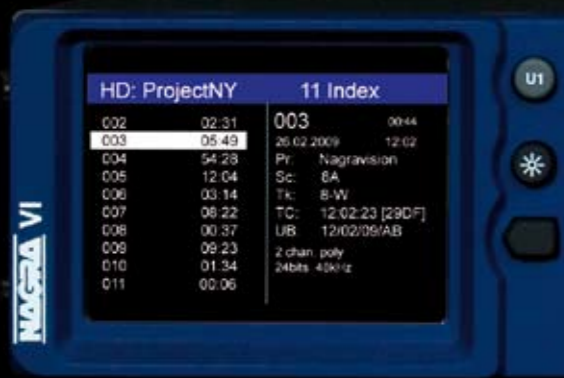 HD: ProjectNY 11 Index
002 02:31
003 05:49
004 54:28
005 12:04
006 03:14
007 08:22
008 00:37
009 09:23
010 01:34
011 00:06
003 00:44
26.02.2009 12:02
Pr: Nagravision
Sc: 8A
Tk: 8-W
TC: 12:02:23 [29DF]
UB: 12/02/09/AB
2 chan. poly
24bits 48kHz
NAGRA VI
U1